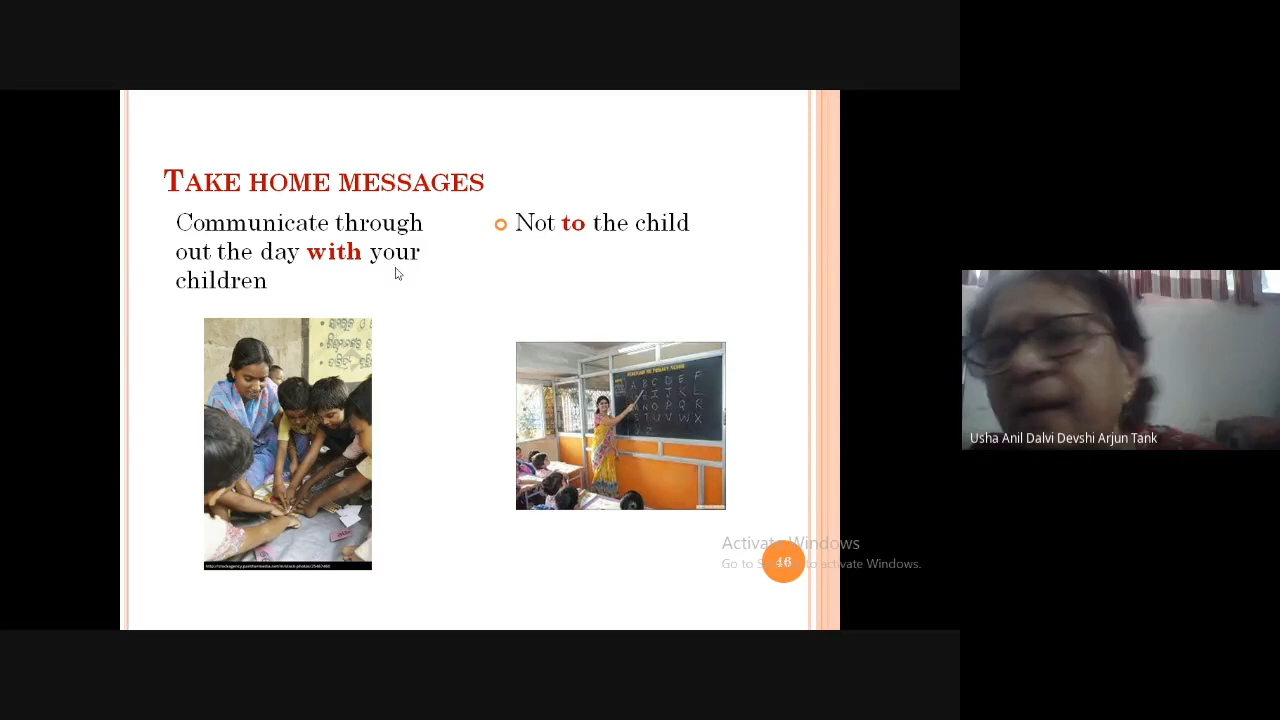 TAKE HOME MESSAGES
Communicate through
out the day with your
children
Not to the child
A B C D E F
Activate Windows
Go to S to activate Windows.
46
Usha Anil Dalvi Devshi Arjun Tank